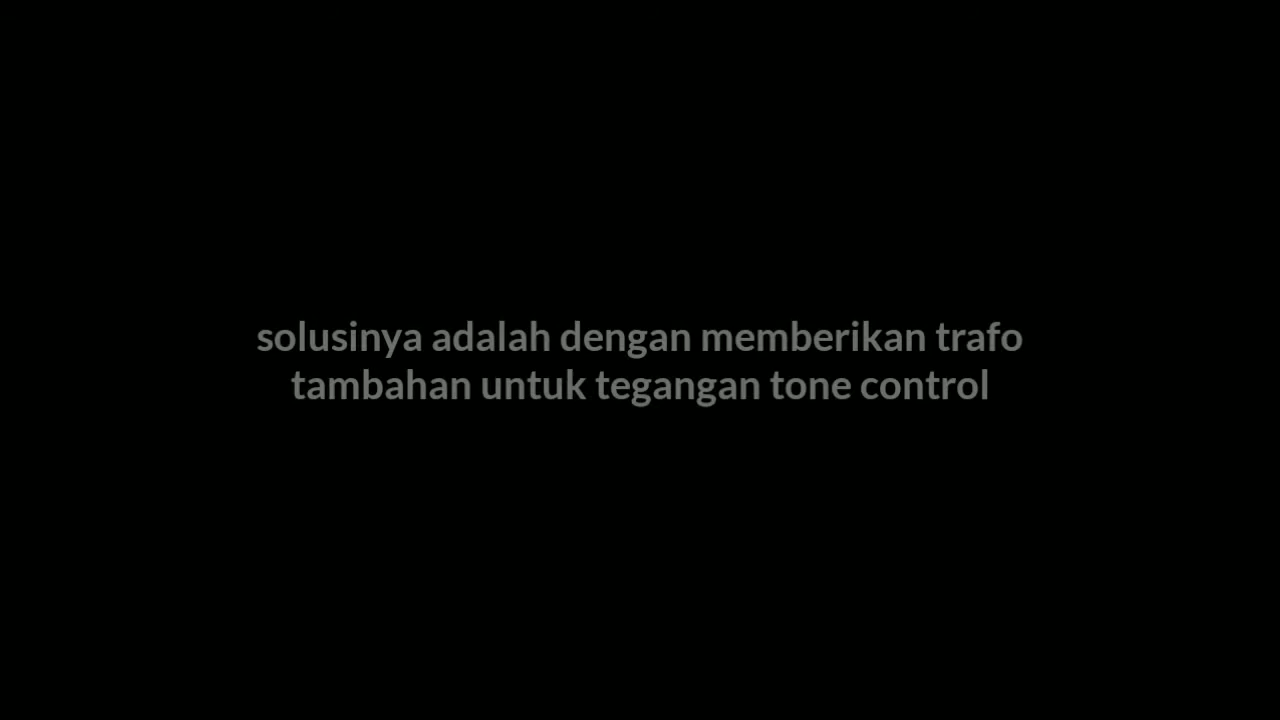 solusinya adalah dengan memberikan trafo
tambahan untuk tegangan tone control